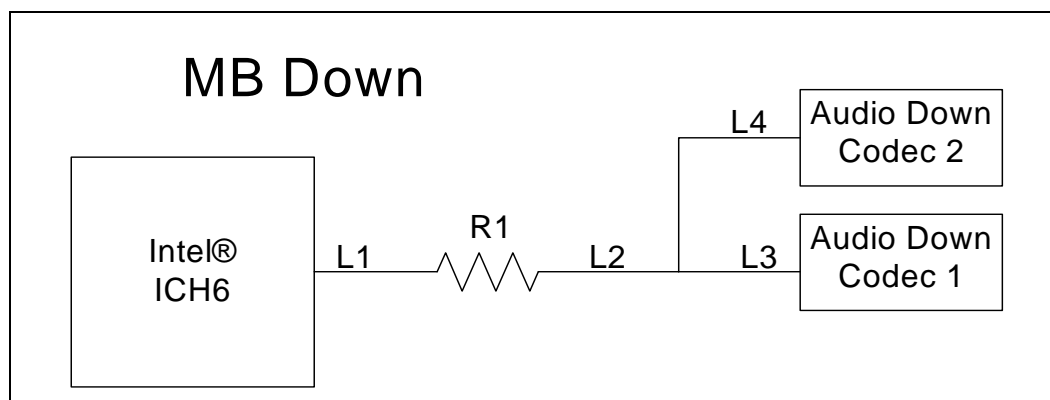 MB Down
L4
Audio Down
Codec 2
Intel®
ICH6
L1
R1
L2
L3
Audio Down
Codec 1